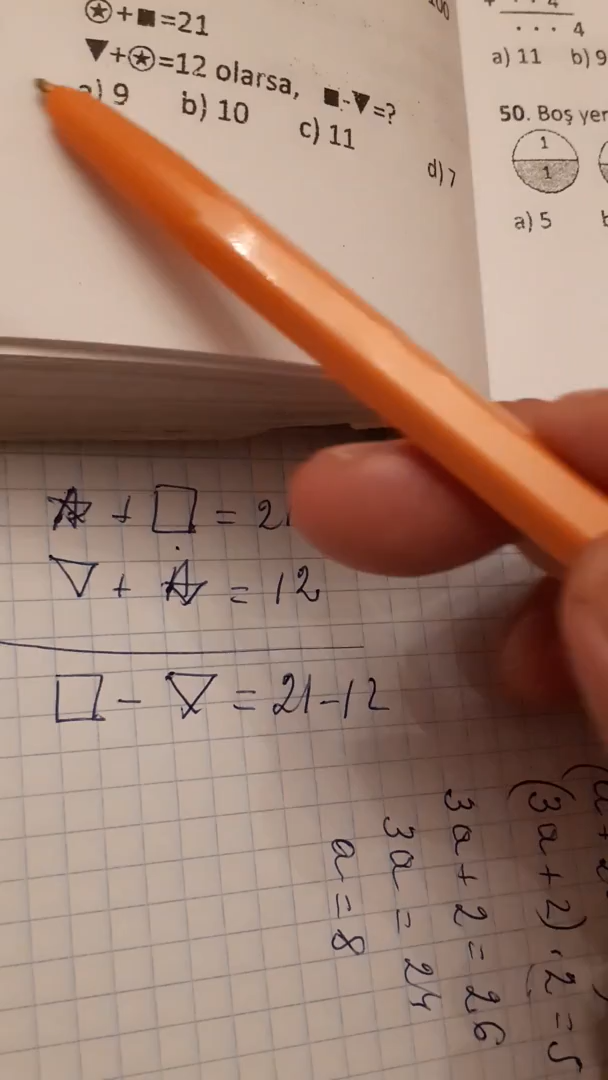 ⍟+■=21
▼+⍟=12 olarsa, ■-▼=?
a) 9 b) 10 c) 11 d) 7
. . . 4
a) 11 b) 9
50. Boş yer
1
1
a) 5
☆ + □ = 2
▽ + ☆ = 12
□ - ▽ = 21-12
(3a+2)·2=5
3a+2=26
3a=24
a=8